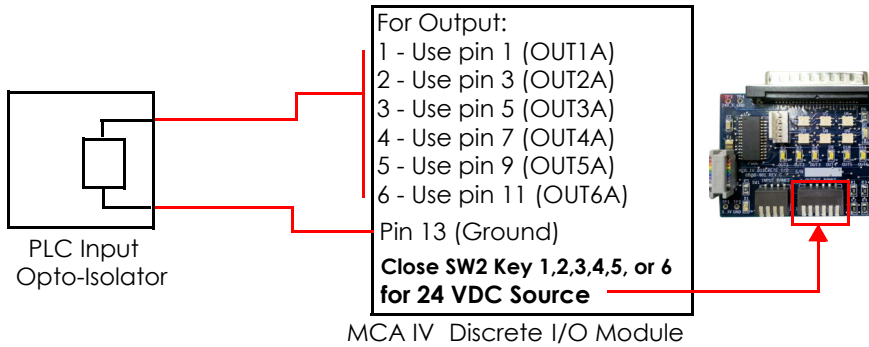 For Output:
1 - Use pin 1 (OUT1A)
2 - Use pin 3 (OUT2A)
3 - Use pin 5 (OUT3A)
4 - Use pin 7 (OUT4A)
5 - Use pin 9 (OUT5A)
6 - Use pin 11 (OUT6A)
Pin 13 (Ground)
Close SW2 Key 1,2,3,4,5, or 6
for 24 VDC Source
PLC Input
Opto-Isolator
MCA IV Discrete I/O Module